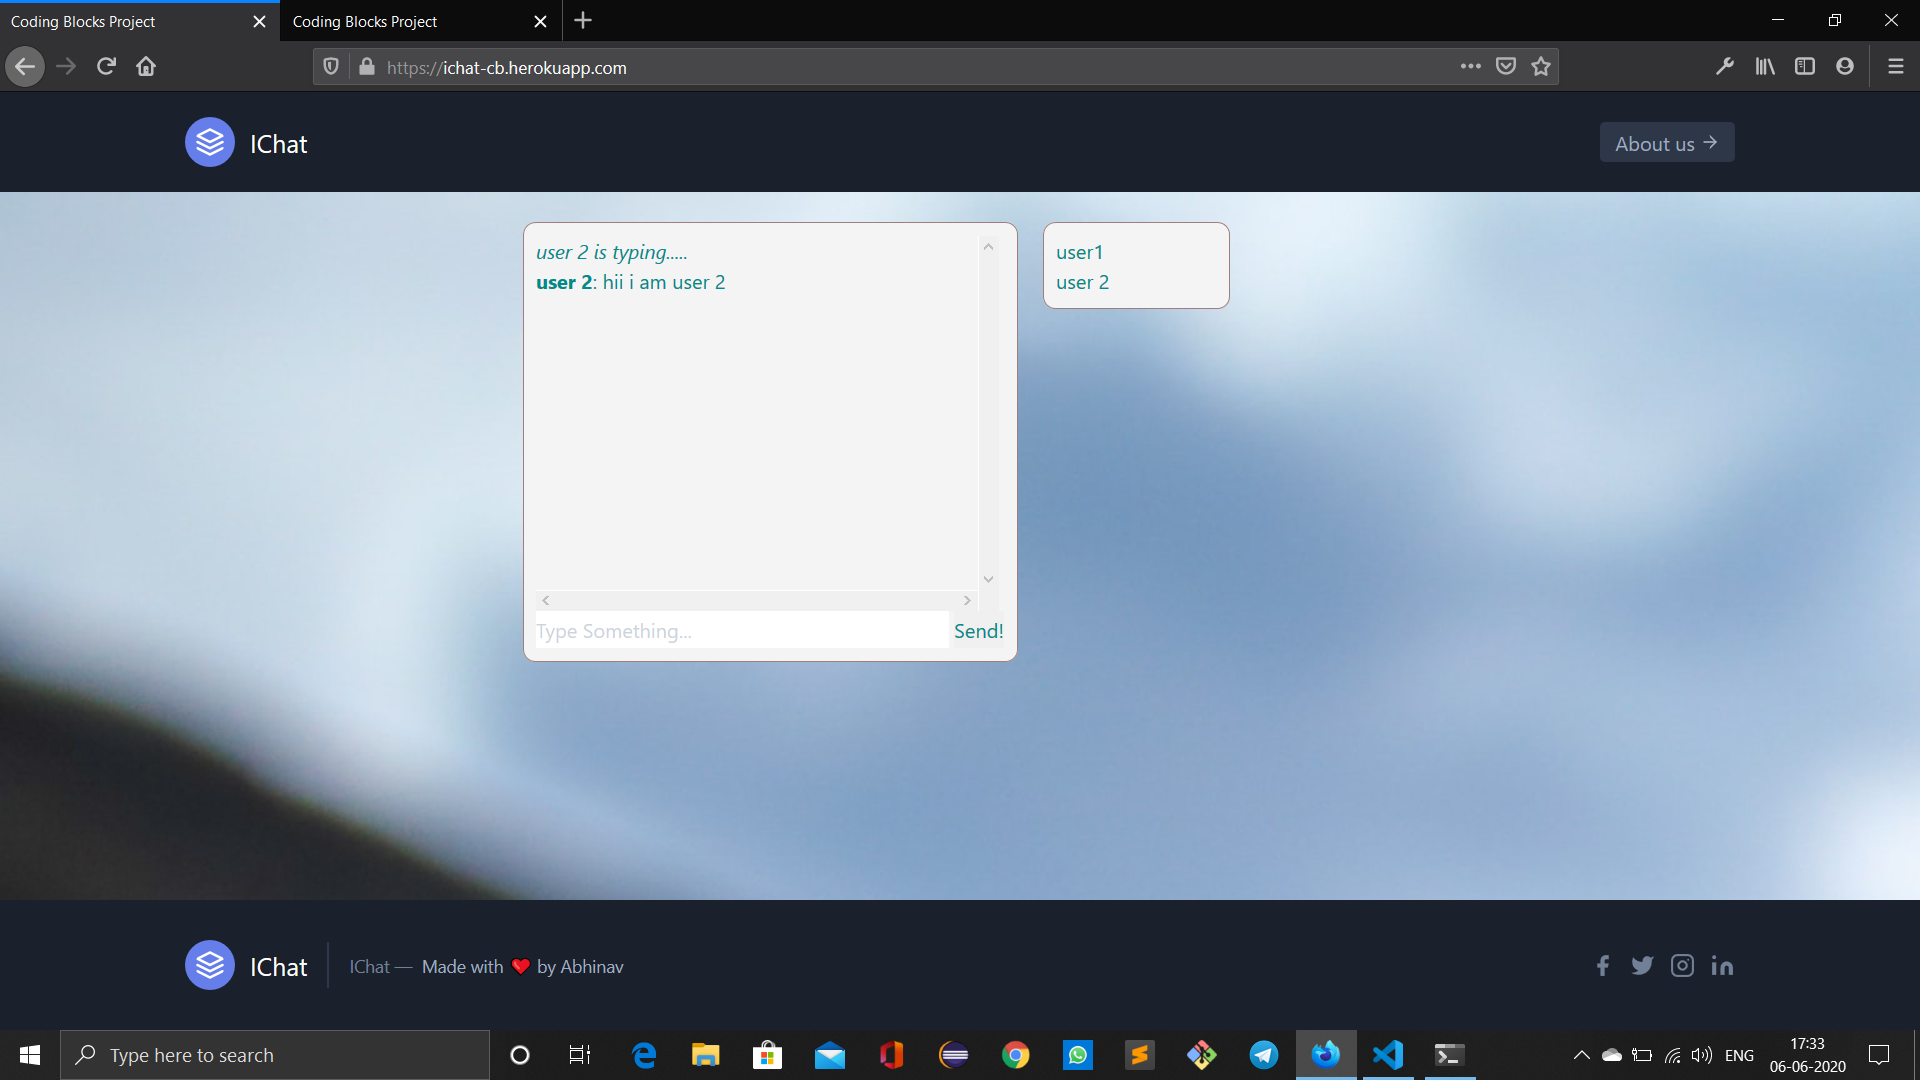 Coding Blocks Project
Coding Blocks Project
https://ichat-cb.herokuapp.com
IChat
About us →
user 2 is typing.....
user 2: hii i am user 2
user1
user 2
Type Something...
Send!
IChat
IChat — Made with ❤ by Abhinav
Type here to search
ENG
17:33
06-06-2020